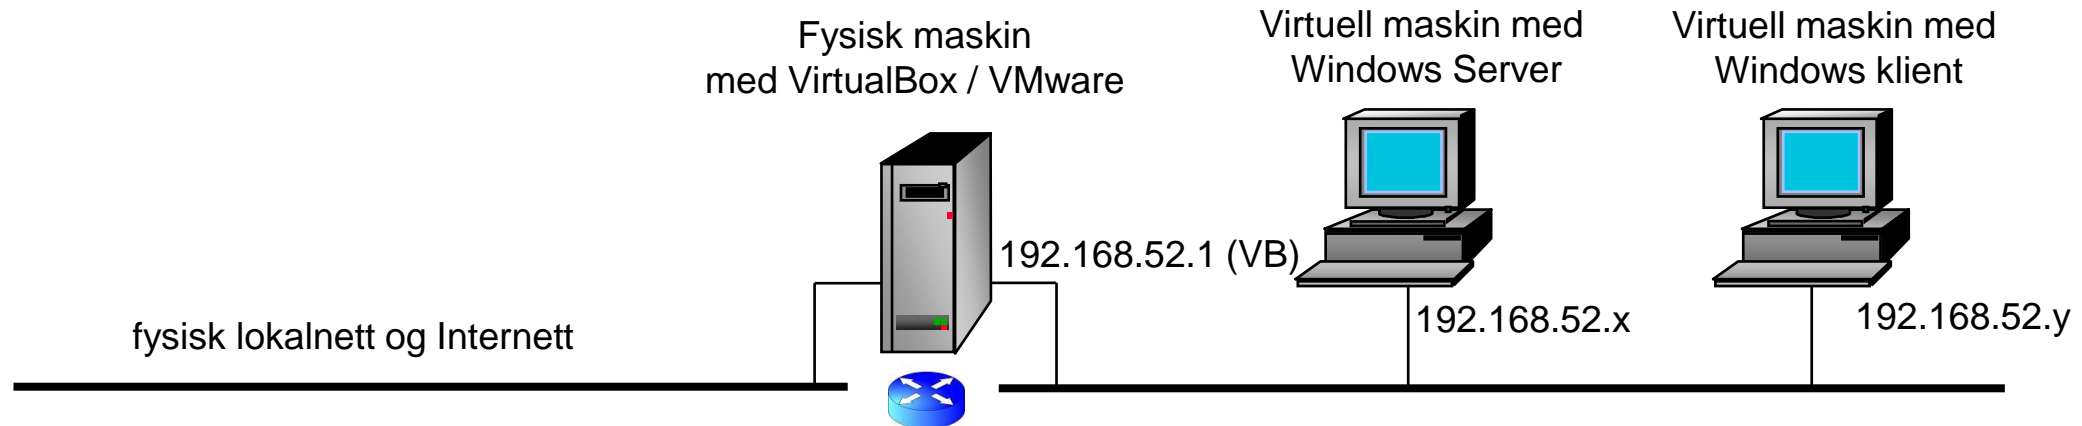 Fysisk maskin
med VirtualBox / VMware
Virtuell maskin med
Windows Server
Virtuell maskin med
Windows klient
192.168.52.1 (VB)
192.168.52.x
192.168.52.y
fysisk lokalnett og Internett